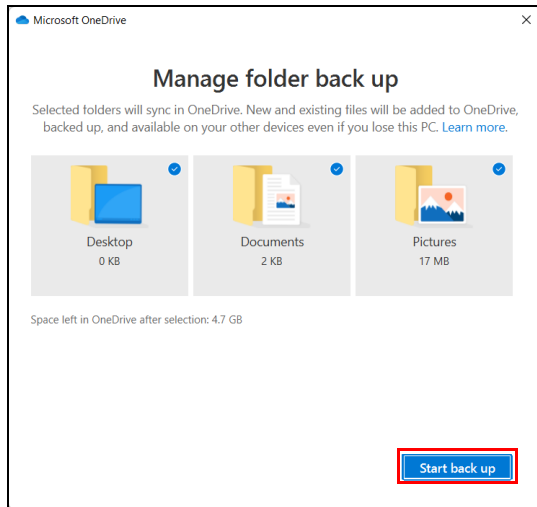 Microsoft OneDrive
Manage folder back up
Selected folders will sync in OneDrive. New and existing files will be added to OneDrive,
backed up, and available on your other devices even if you lose this PC. Learn more.
Desktop
0 KB
Documents
2 KB
Pictures
17 MB
Space left in OneDrive after selection: 4.7 GB
Start back up